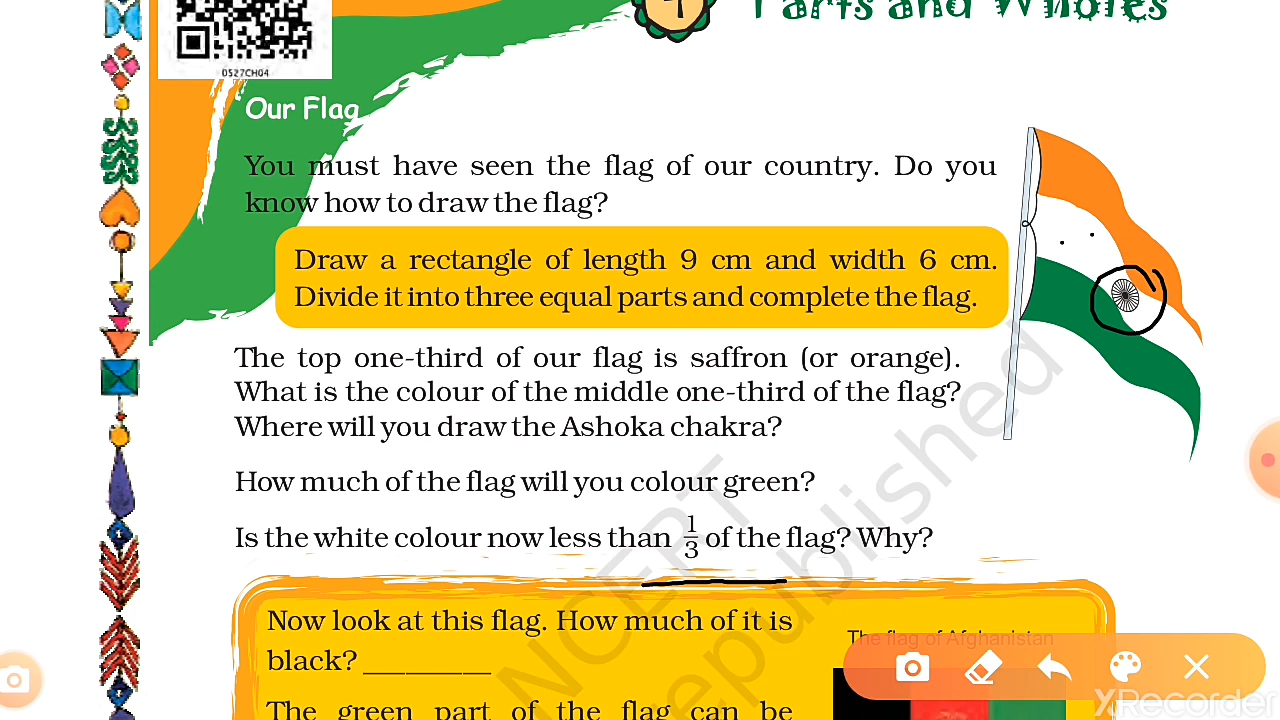 Parts and Wholes
0527CH04
Our Flag
You must have seen the flag of our country. Do you
know how to draw the flag?
Draw a rectangle of length 9 cm and width 6 cm.
Divide it into three equal parts and complete the flag.
The top one-third of our flag is saffron (or orange).
What is the colour of the middle one-third of the flag?
Where will you draw the Ashoka chakra?
How much of the flag will you colour green?
Is the white colour now less than 1/3 of the flag? Why?
Now look at this flag. How much of it is
black? _________
The flag of Afghanistan
The green part of the flag can be
NCERT
republished
XRecorder